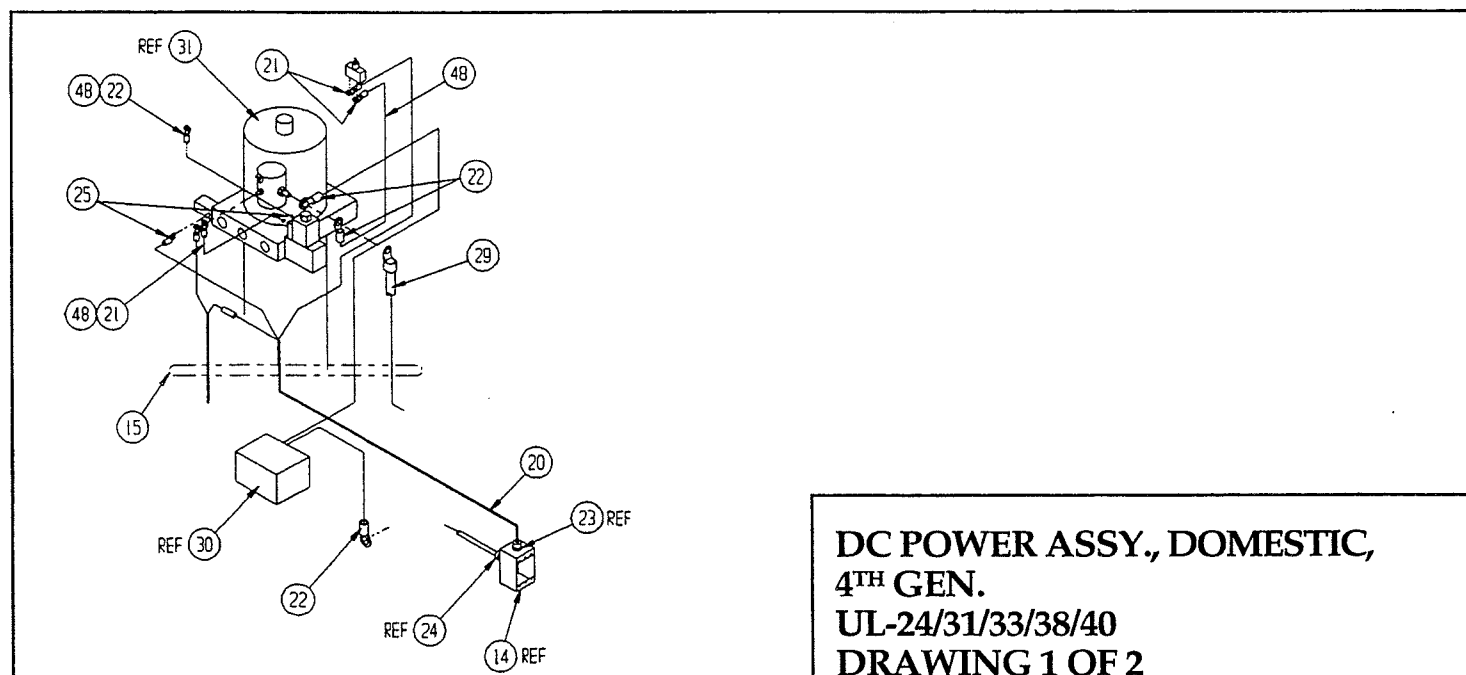 REF 31
21
48
48 22
25
22
29
48 21
15
20
23 REF
REF 30
22
REF 24
14 REF
DC POWER ASSY., DOMESTIC,
4TH GEN.
UL-24/31/33/38/40
DRAWING 1 OF 2